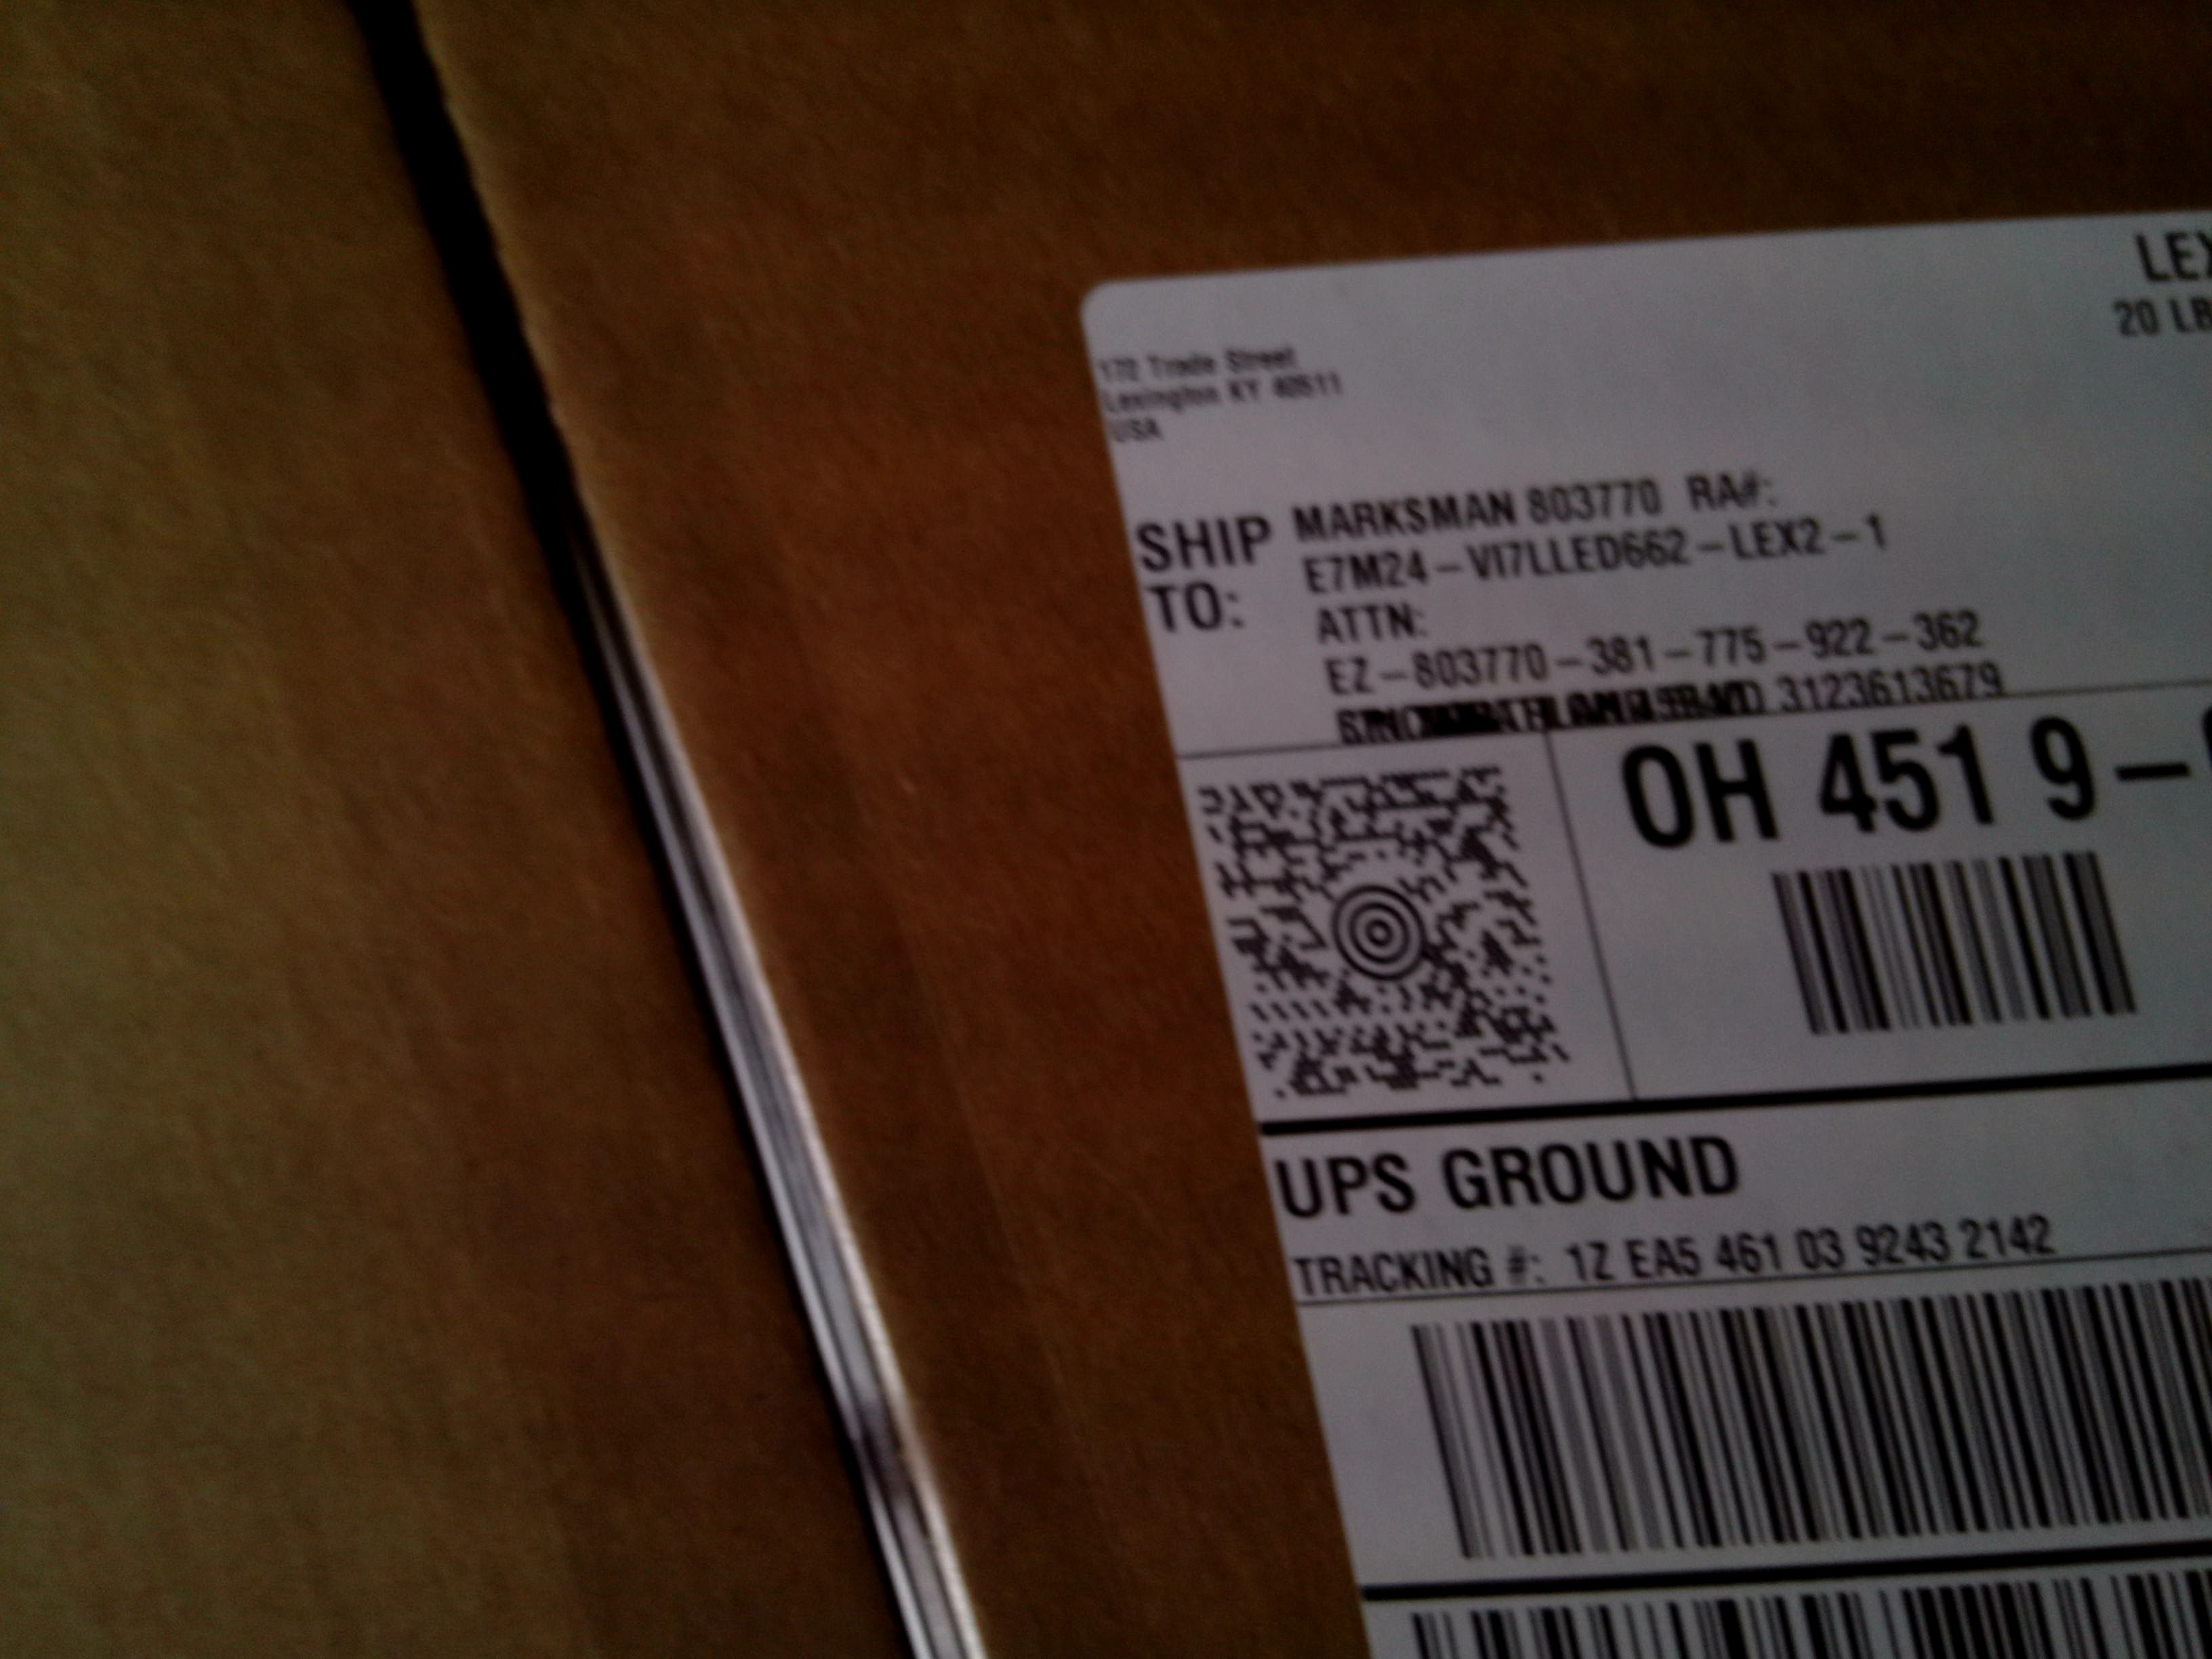 LEX
20 LB
172 Trade Street
Lexington KY 40511
USA
SHIP TO:
MARKSMAN 803770 RA#:
E7M24-VI7LLED662-LEX2-1
ATTN:
EZ-803770-381-775-922-362
3123613679
OH 451 9-
UPS GROUND
TRACKING #: 1Z EA5 461 03 9243 2142